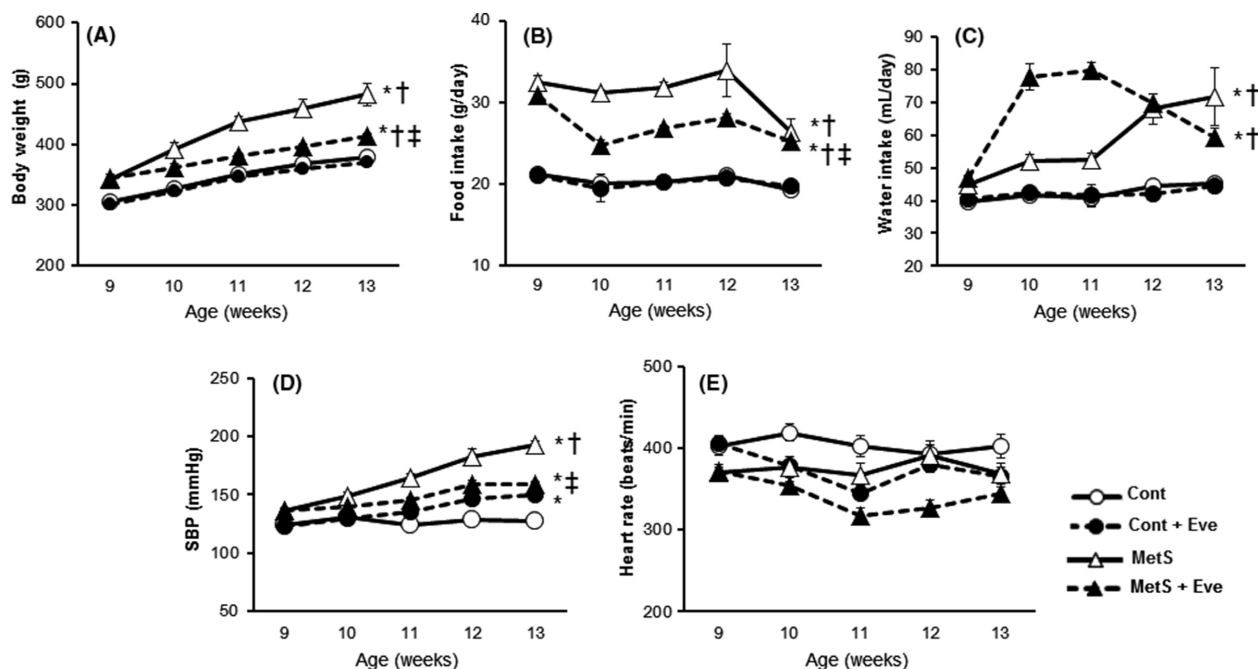 (A)
Body weight (g)
600
500
400
300
200
9 10 11 12 13
Age (weeks)
*†
*†‡
(B)
Food intake (g/day)
40
30
20
10
9 10 11 12 13
Age (weeks)
*†
*†‡
(C)
Water intake (mL/day)
90
80
70
60
50
40
30
20
9 10 11 12 13
Age (weeks)
*†
*†
(D)
SBP (mmHg)
250
200
150
100
50
9 10 11 12 13
Age (weeks)
*†
*‡
*
(E)
Heart rate (beats/min)
500
400
300
200
9 10 11 12 13
Age (weeks)
Cont
Cont + Eve
MetS
MetS + Eve